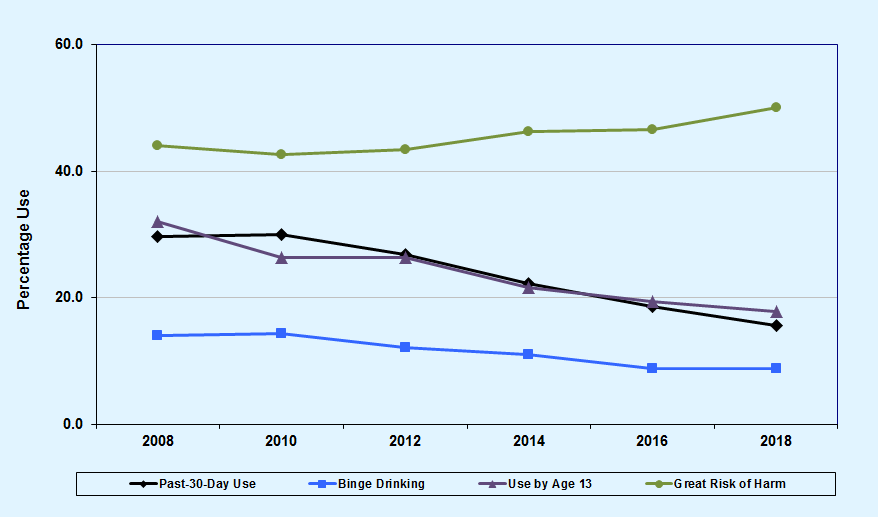 60.0
40.0
20.0
0.0
Percentage Use
2008 2010 2012 2014 2016 2018
Past-30-Day Use Binge Drinking Use by Age 13 Great Risk of Harm